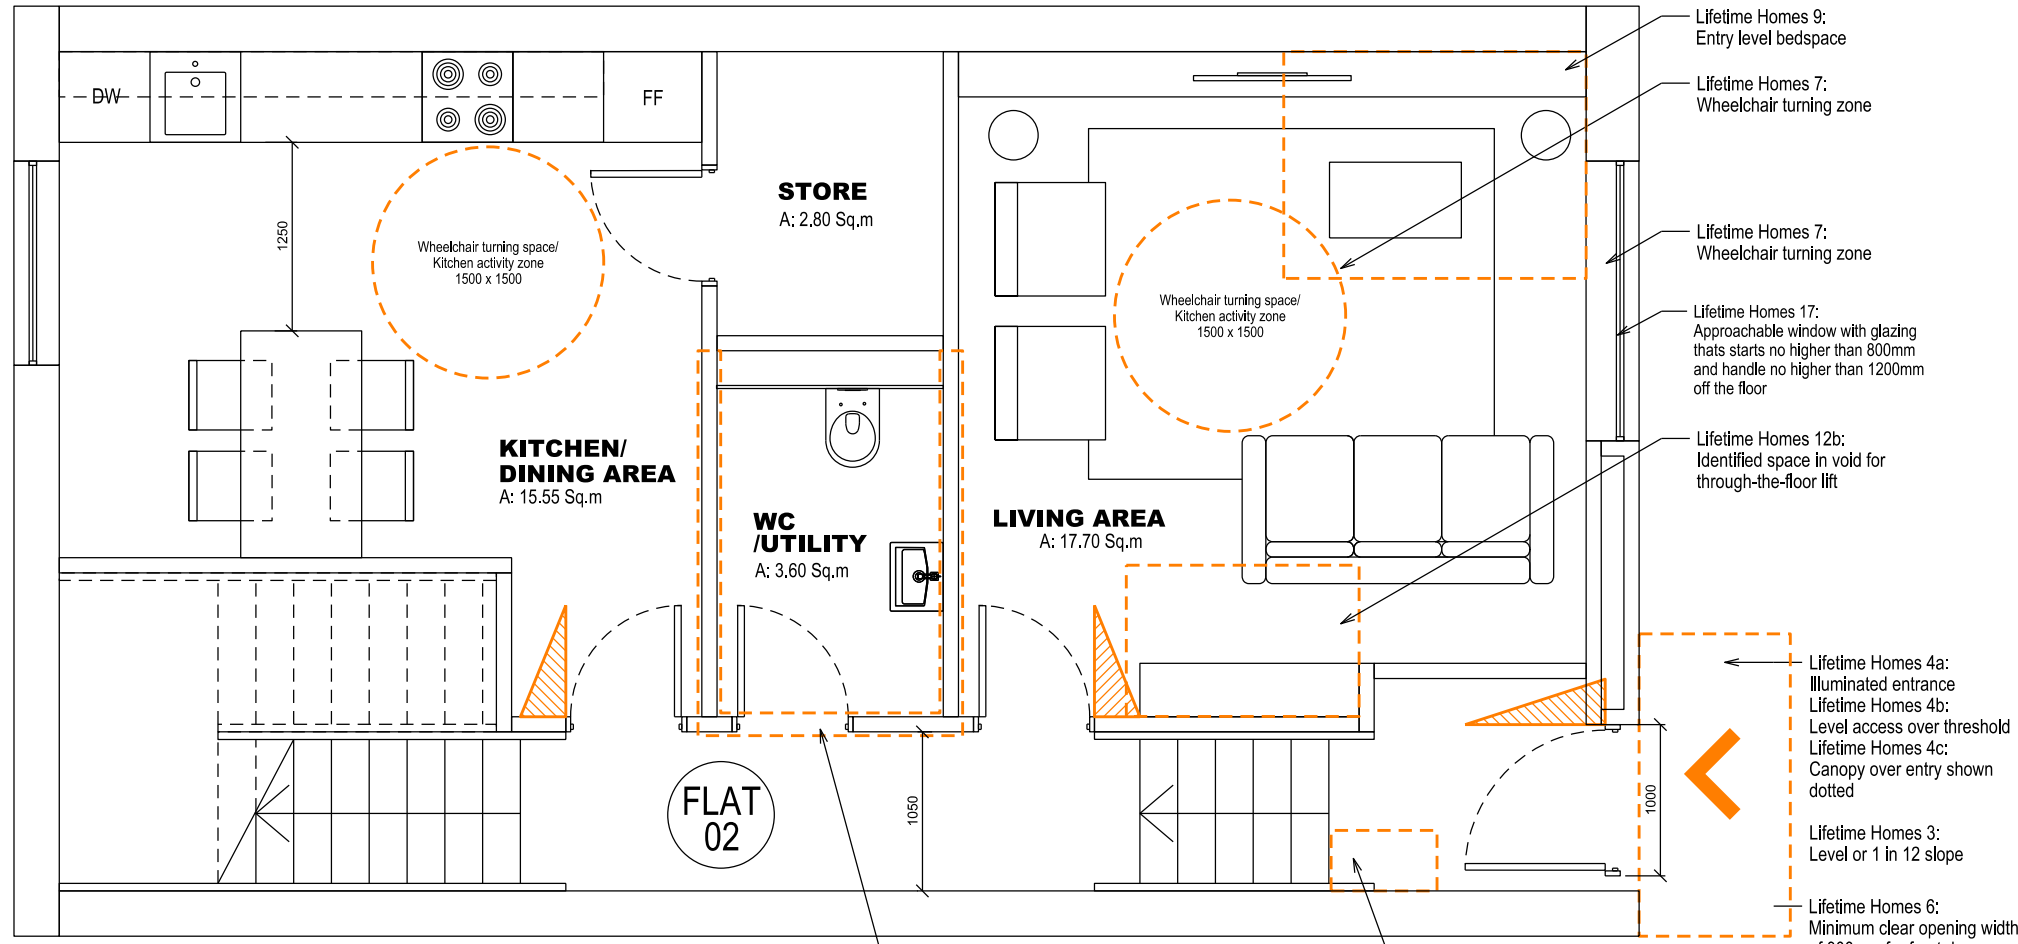 DW
FF
1250
Wheelchair turning space/
Kitchen activity zone
1500 x 1500
STORE
A: 2.80 Sq.m
Wheelchair turning space/
Kitchen activity zone
1500 x 1500
KITCHEN/
DINING AREA
A: 15.55 Sq.m
WC
/UTILITY
A: 3.60 Sq.m
LIVING AREA
A: 17.70 Sq.m
FLAT
02
1050
1000
Lifetime Homes 9:
Entry level bedspace
Lifetime Homes 7:
Wheelchair turning zone
Lifetime Homes 7:
Wheelchair turning zone
Lifetime Homes 17:
Approachable window with glazing
thats starts no higher than 800mm
and handle no higher than 1200mm
off the floor
Lifetime Homes 12b:
Identified space in void for
through-the-floor lift
Lifetime Homes 4a:
Illuminated entrance
Lifetime Homes 4b:
Level access over threshold
Lifetime Homes 4c:
Canopy over entry shown
dotted
Lifetime Homes 3:
Level or 1 in 12 slope
Lifetime Homes 6:
Minimum clear opening width